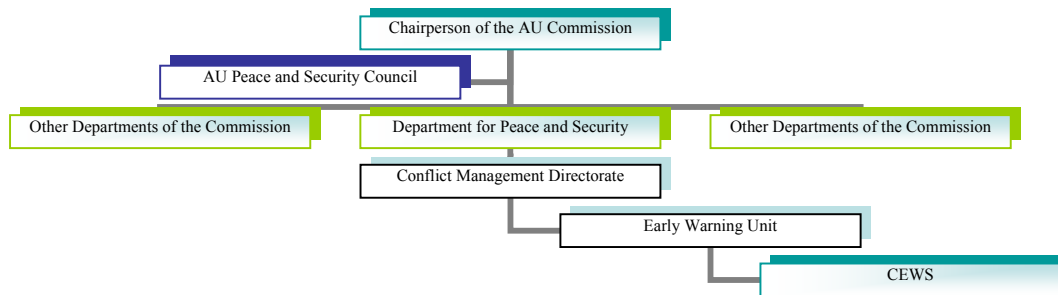 Chairperson of the AU Commission
AU Peace and Security Council
Other Departments of the Commission
Department for Peace and Security
Other Departments of the Commission
Conflict Management Directorate
Early Warning Unit
CEWS